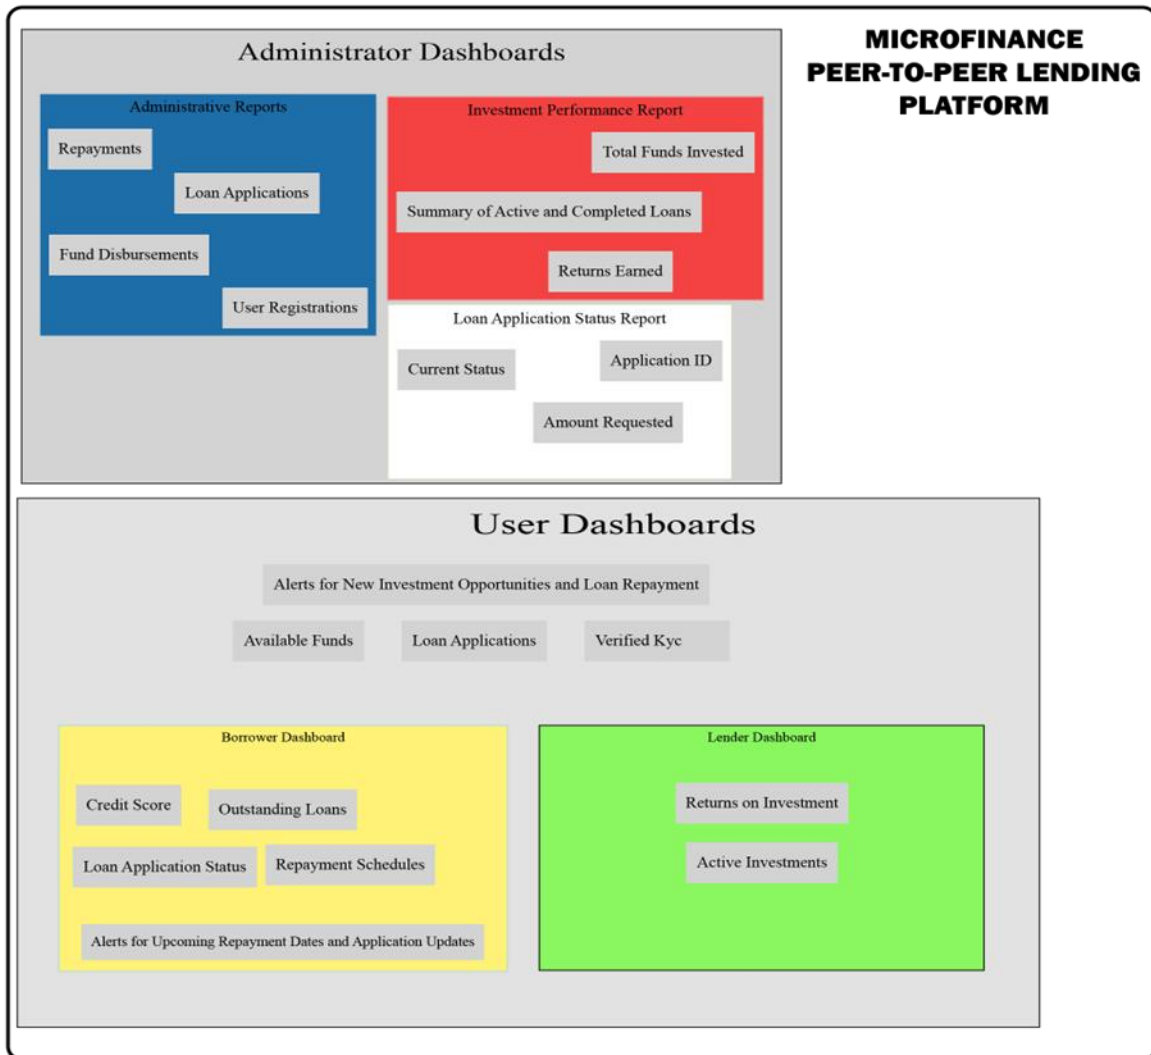 MICROFINANCE
PEER-TO-PEER LENDING
PLATFORM
Administrator Dashboards
Administrative Reports
Repayments
Loan Applications
Fund Disbursements
User Registrations
Investment Performance Report
Total Funds Invested
Summary of Active and Completed Loans
Returns Earned
Loan Application Status Report
Current Status
Application ID
Amount Requested
User Dashboards
Alerts for New Investment Opportunities and Loan Repayment
Available Funds
Loan Applications
Verified Kyc
Borrower Dashboard
Credit Score
Outstanding Loans
Loan Application Status
Repayment Schedules
Alerts for Upcoming Repayment Dates and Application Updates
Lender Dashboard
Returns on Investment
Active Investments